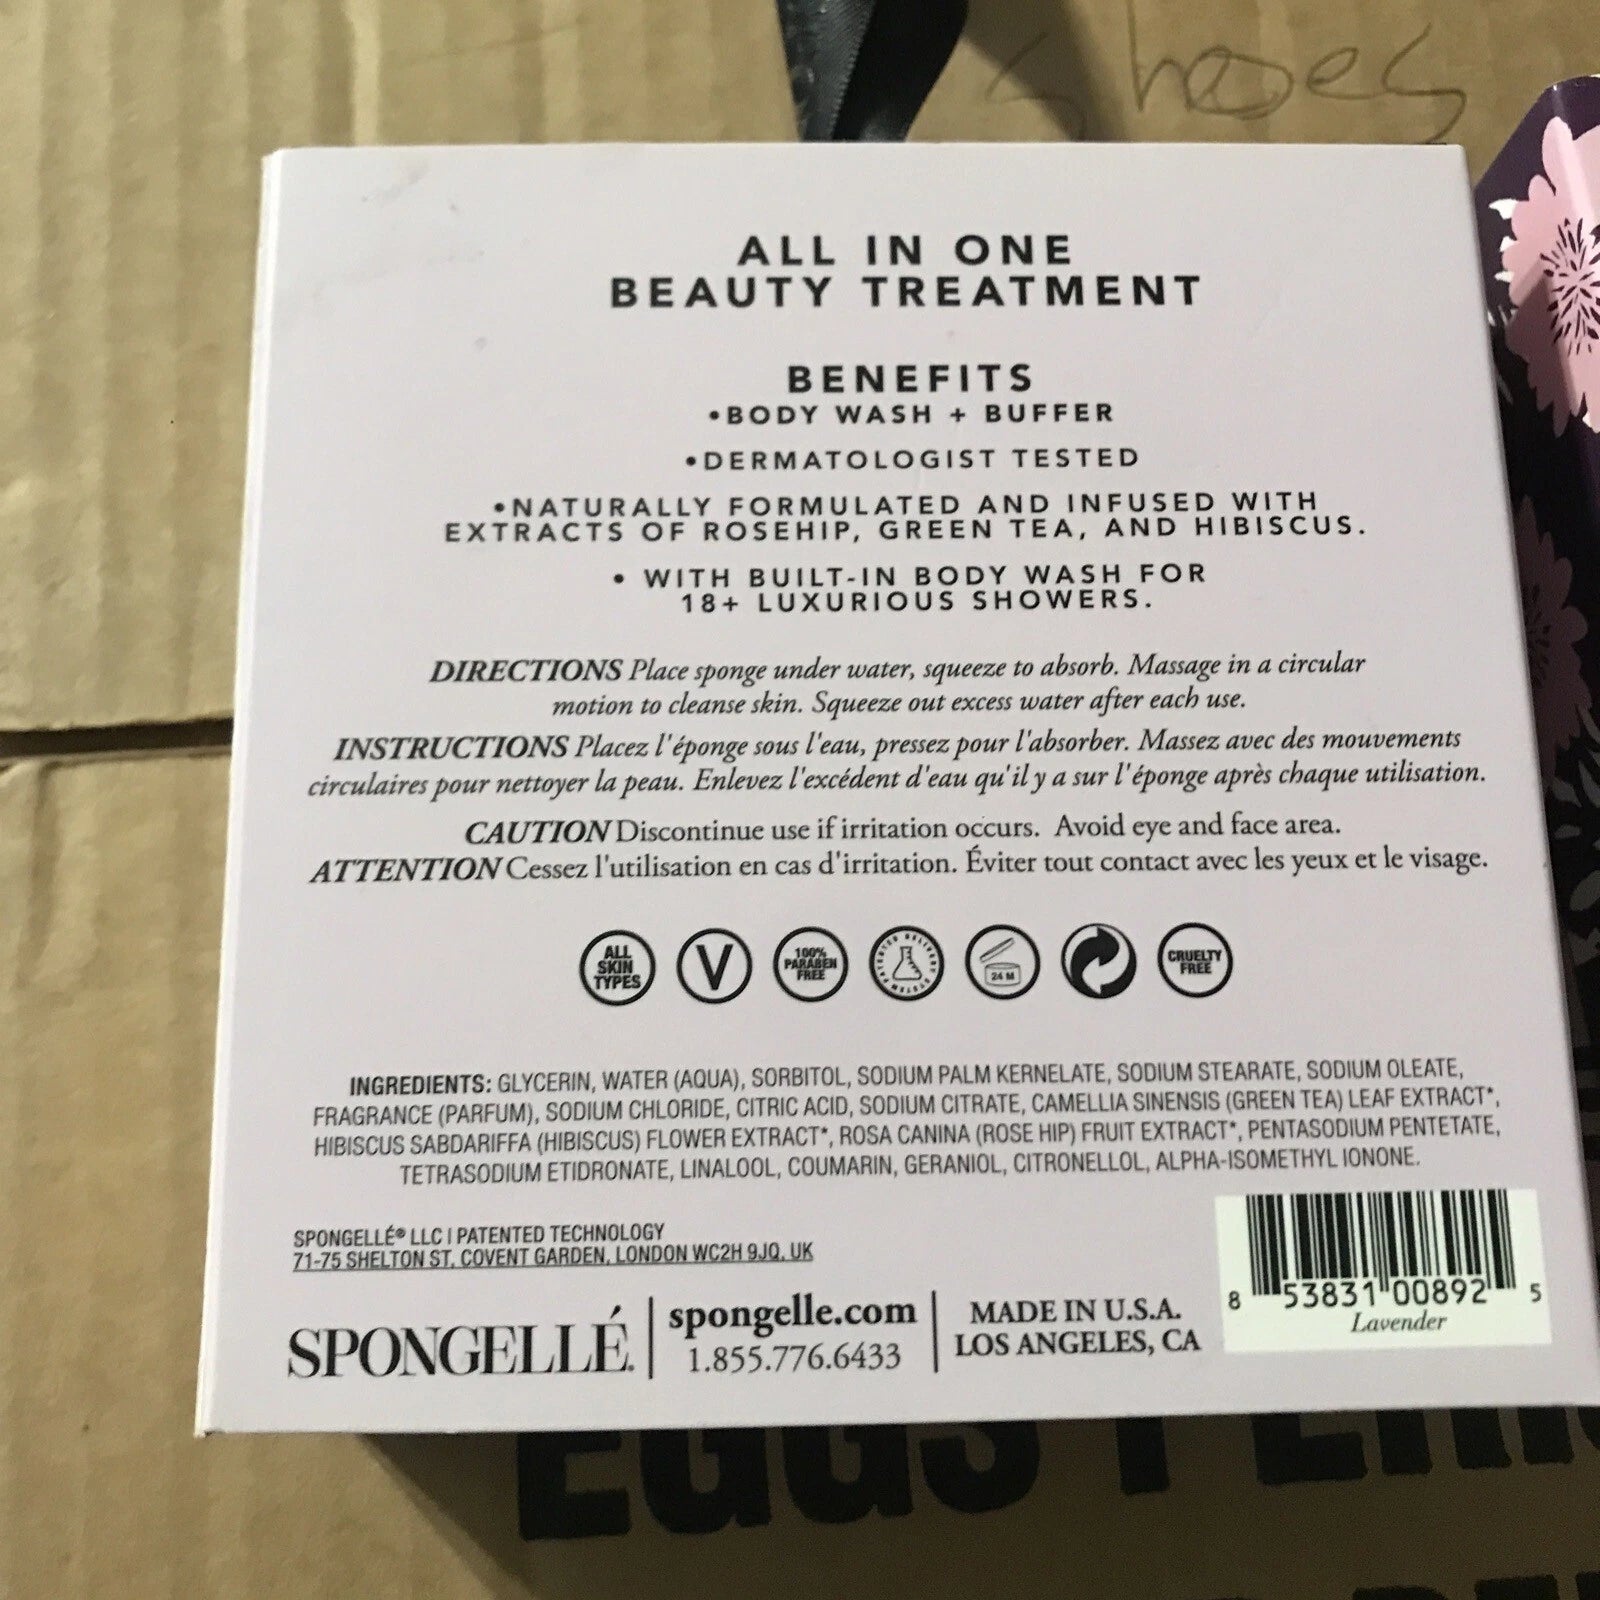 shoes
ALL IN ONE
BEAUTY TREATMENT
BENEFITS
•BODY WASH + BUFFER
•DERMATOLOGIST TESTED
•NATURALLY FORMULATED AND INFUSED WITH
EXTRACTS OF ROSEHIP, GREEN TEA, AND HIBISCUS.
• WITH BUILT-IN BODY WASH FOR
18+ LUXURIOUS SHOWERS.
DIRECTIONS Place sponge under water, squeeze to absorb. Massage in a circular
motion to cleanse skin. Squeeze out excess water after each use.
INSTRUCTIONS Placez l'éponge sous l'eau, pressez pour l'absorber. Massez avec des mouvements
circulaires pour nettoyer la peau. Enlevez l'excédent d'eau qu'il y a sur l'éponge après chaque utilisation.
CAUTION Discontinue use if irritation occurs. Avoid eye and face area.
ATTENTION Cessez l'utilisation en cas d'irritation. Éviter tout contact avec les yeux et le visage.
ALL
SKIN
TYPES
V
100%
PARABEN
FREE
PATENTED DELIVERY SYSTEM
24 M
CRUELTY
FREE
INGREDIENTS: GLYCERIN, WATER (AQUA), SORBITOL, SODIUM PALM KERNELATE, SODIUM STEARATE, SODIUM OLEATE,
FRAGRANCE (PARFUM), SODIUM CHLORIDE, CITRIC ACID, SODIUM CITRATE, CAMELLIA SINENSIS (GREEN TEA) LEAF EXTRACT*,
HIBISCUS SABDARIFFA (HIBISCUS) FLOWER EXTRACT*, ROSA CANINA (ROSE HIP) FRUIT EXTRACT*, PENTASODIUM PENTETATE,
TETRASODIUM ETIDRONATE, LINALOOL, COUMARIN, GERANIOL, CITRONELLOL, ALPHA-ISOMETHYL IONONE.
SPONGELLÉ® LLC | PATENTED TECHNOLOGY
71-75 SHELTON ST. COVENT GARDEN, LONDON WC2H 9JQ, UK
SPONGELLÉ.
spongelle.com
1.855.776.6433
MADE IN U.S.A.
LOS ANGELES, CA
8 53831 00892 5
Lavender
EGGS